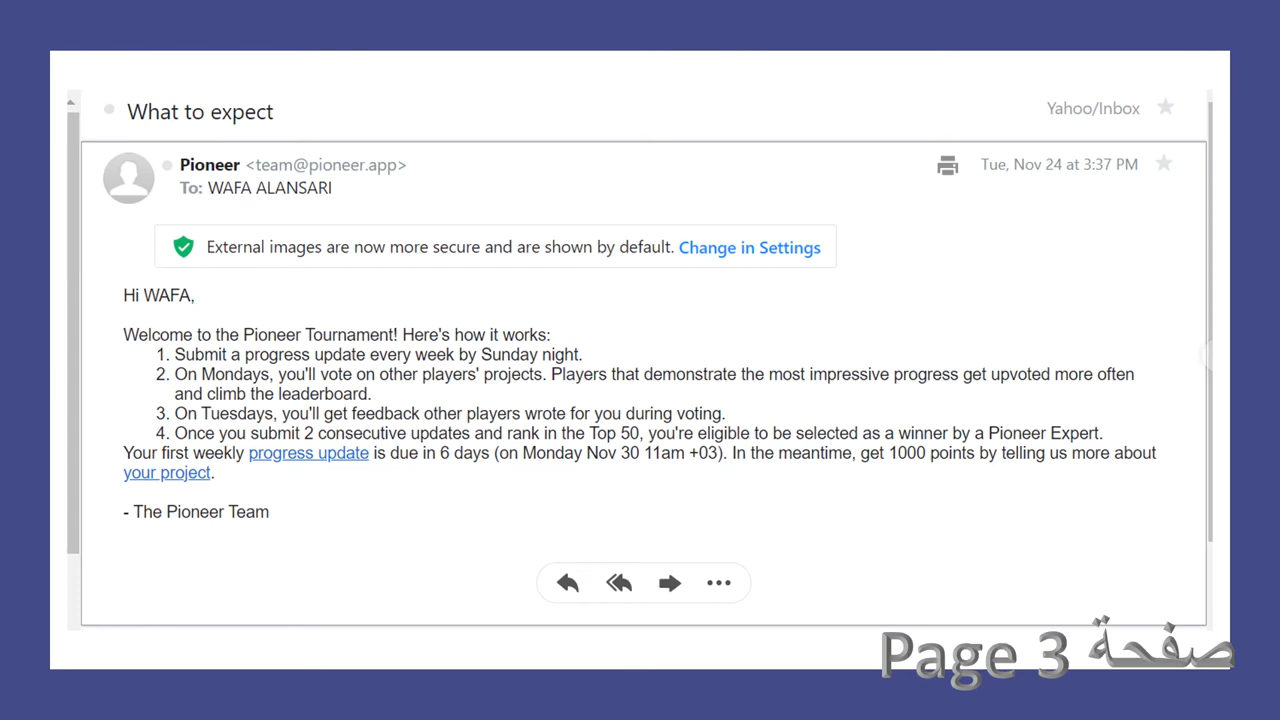 What to expect
Yahoo/Inbox
Pioneer <team@pioneer.app>
Tue, Nov 24 at 3:37 PM
To: WAFA ALANSARI
External images are now more secure and are shown by default. Change in Settings
Hi WAFA,
Welcome to the Pioneer Tournament! Here's how it works:
1. Submit a progress update every week by Sunday night.
2. On Mondays, you'll vote on other players' projects. Players that demonstrate the most impressive progress get upvoted more often
and climb the leaderboard.
3. On Tuesdays, you'll get feedback other players wrote for you during voting.
4. Once you submit 2 consecutive updates and rank in the Top 50, you're eligible to be selected as a winner by a Pioneer Expert.
Your first weekly progress update is due in 6 days (on Monday Nov 30 11am +03). In the meantime, get 1000 points by telling us more about
your project.
- The Pioneer Team
Page 3 صفحة